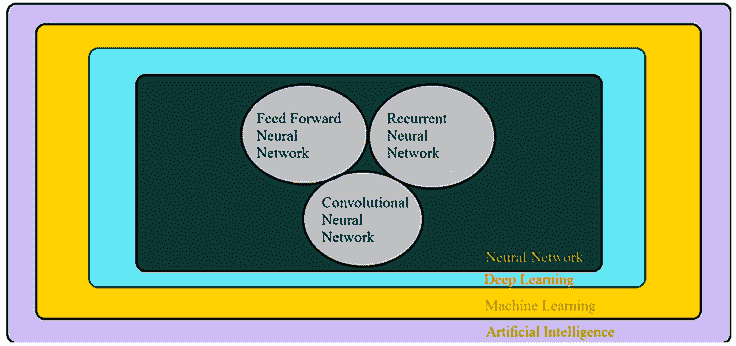 Feed Forward
Neural
Network
Recurrent
Neural
Network
Convolutional
Neural
Network
Neural Network
Deep Learning
Machine Learning
Artificial Intelligence